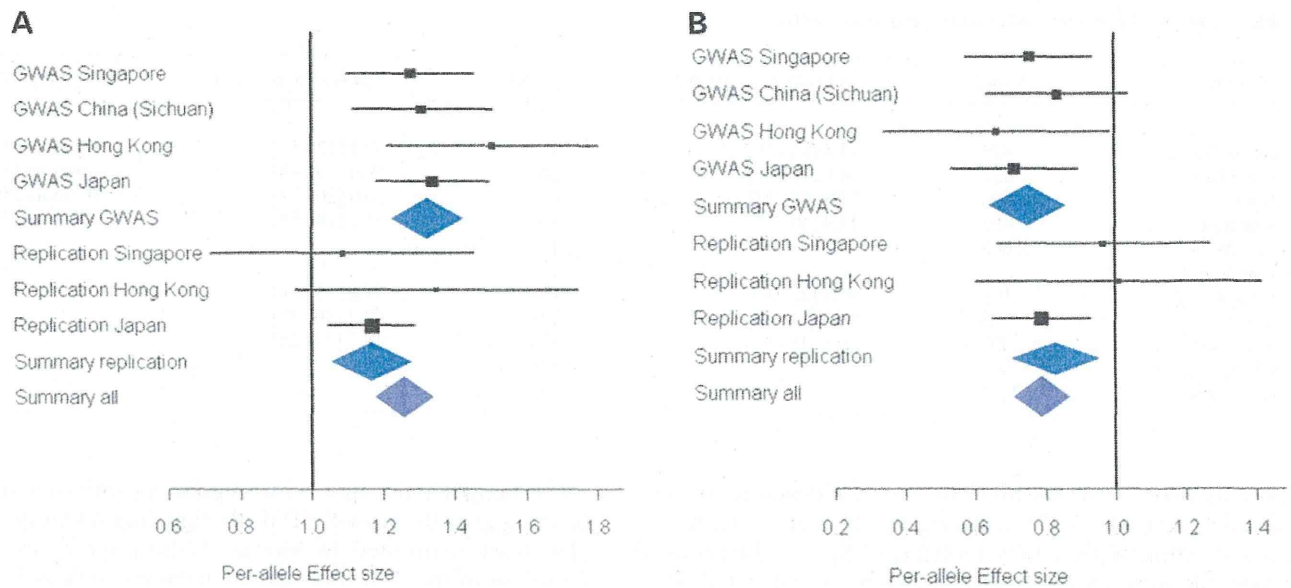 A
GWAS Singapore
GWAS China (Sichuan)
GWAS Hong Kong
GWAS Japan
Summary GWAS
Replication Singapore
Replication Hong Kong
Replication Japan
Summary replication
Summary all
0.6 0.8 1.0 1.2 1.4 1.6 1.8
Per-allele Effect size
B
GWAS Singapore
GWAS China (Sichuan)
GWAS Hong Kong
GWAS Japan
Summary GWAS
Replication Singapore
Replication Hong Kong
Replication Japan
Summary replication
Summary all
0.2 0.4 0.6 0.8 1.0 1.2 1.4
Per-allele Effect size